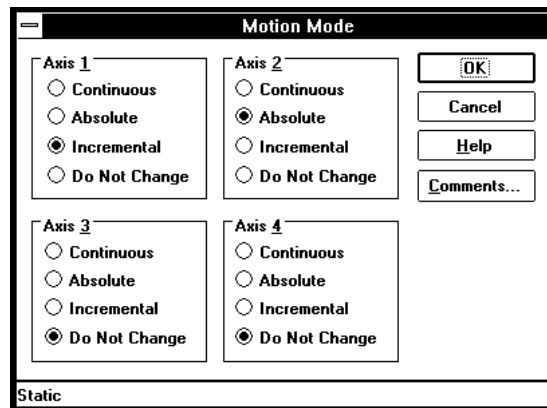 Motion Mode
Axis 1
Continuous
Absolute
Incremental
Do Not Change
Axis 2
Continuous
Absolute
Incremental
Do Not Change
Axis 3
Continuous
Absolute
Incremental
Do Not Change
Axis 4
Continuous
Absolute
Incremental
Do Not Change
OK
Cancel
Help
Comments...
Static